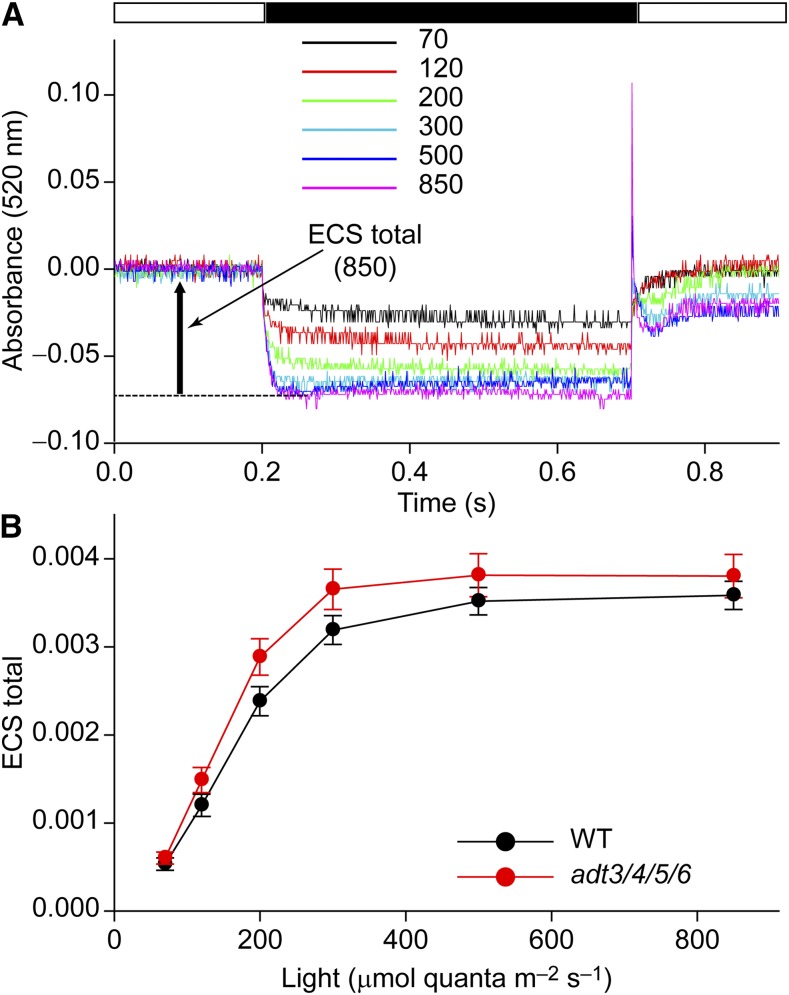 A
Absorbance (520 nm)
0.10
0.05
0.00
−0.05
−0.10
70
120
200
300
500
850
ECS total
(850)
0.0 0.2 0.4 0.6 0.8
Time (s)
B
ECS total
0.004
0.003
0.002
0.001
0.000
WT
adt3/4/5/6
0 200 400 600 800
Light (μmol quanta m−2 s−1)